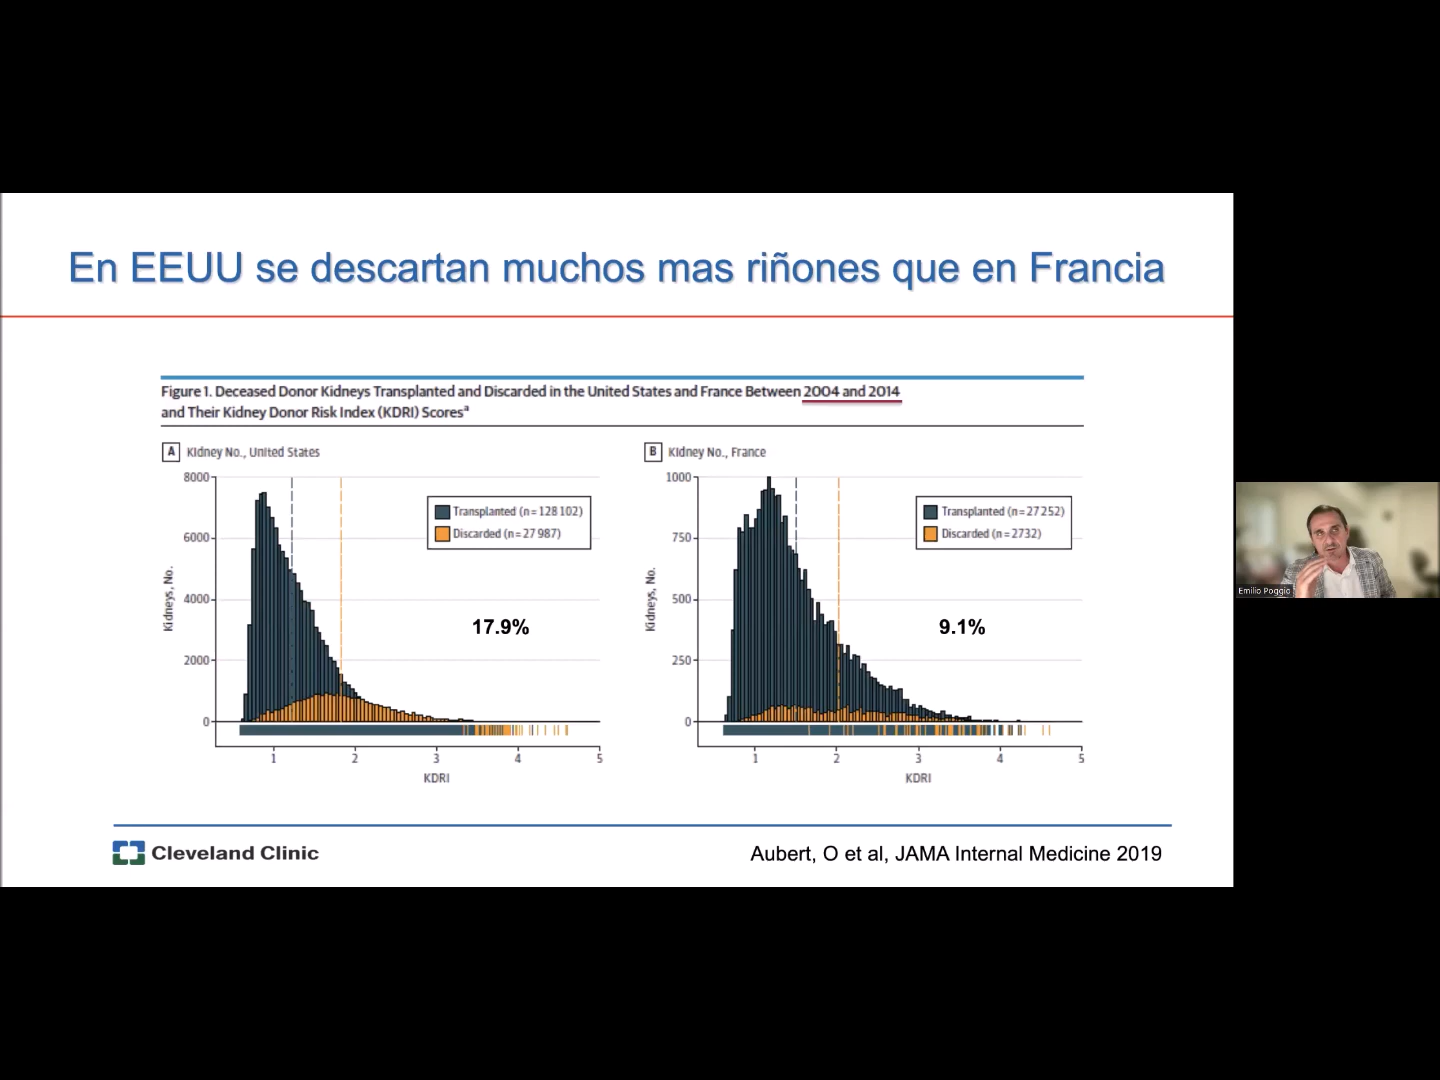 En EEUU se descartan muchos mas riñones que en Francia
Figure 1. Deceased Donor Kidneys Transplanted and Discarded in the United States and France Between 2004 and 2014
and Their Kidney Donor Risk Index (KDRI) Scoresª
A Kidney No., United States
8000
6000
4000
2000
0
Kidneys, No.
Transplanted (n = 128 102)
Discarded (n = 27 987)
17.9%
1 2 3 4 5
KDRI
B Kidney No., France
1000
750
500
250
0
Kidneys, No.
Transplanted (n = 27 252)
Discarded (n = 2732)
9.1%
1 2 3 4 5
KDRI
Cleveland Clinic
Aubert, O et al, JAMA Internal Medicine 2019
Emilio Poggio